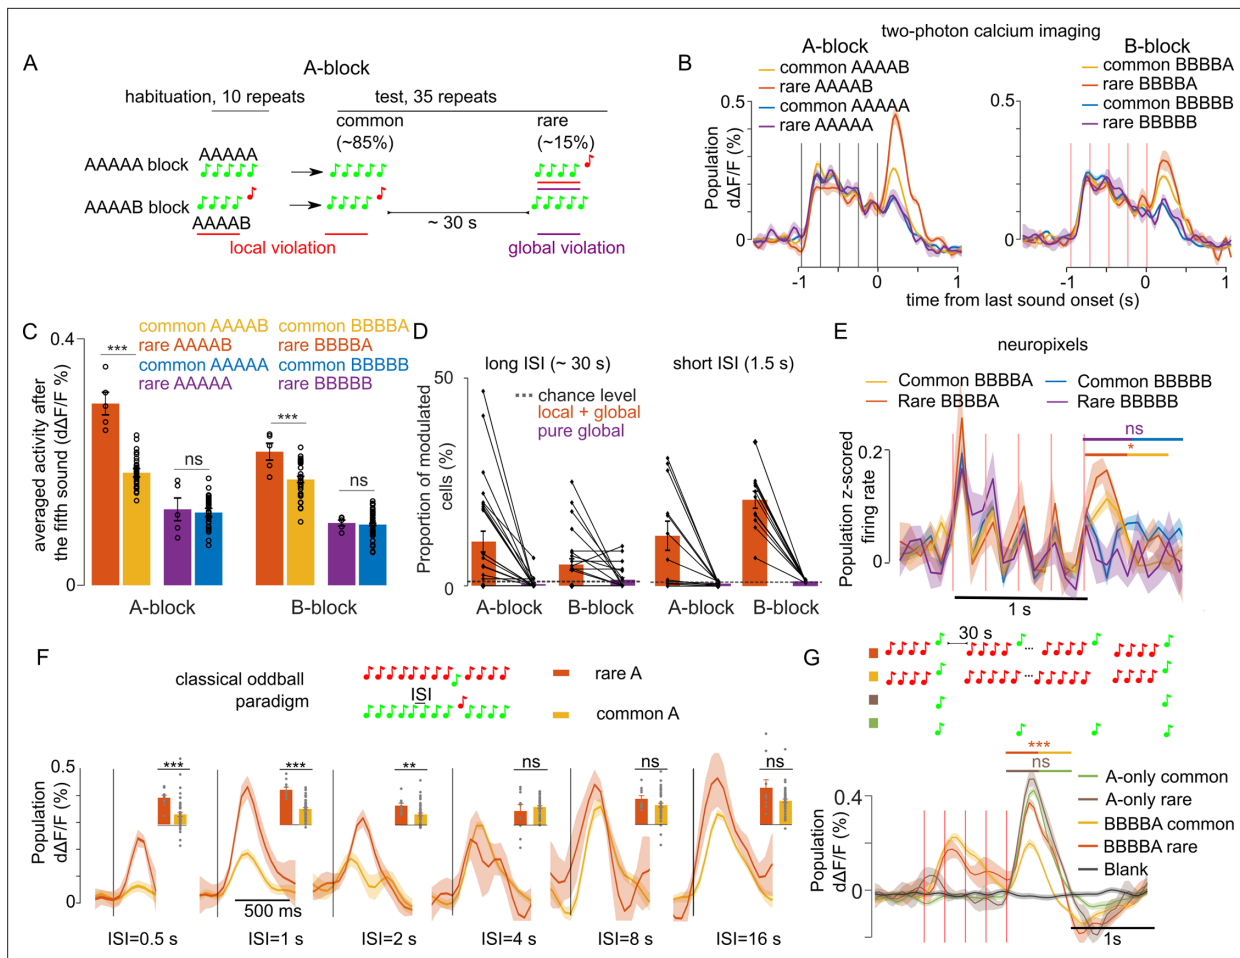 A
A-block
habituation, 10 repeats
test, 35 repeats
common
(~85%)
rare
(~15%)
AAAAA block
AAAAA
AAAAB block
AAAAB
~ 30 s
local violation
global violation
two-photon calcium imaging
B
A-block
common AAAAB
rare AAAAB
common AAAAA
rare AAAAA
B-block
common BBBBA
rare BBBBA
common BBBBB
rare BBBBB
Population
dΔF/F (%)
0.5
0
-1
0
1
0.5
0
-1
0
1
time from last sound onset (s)
C
common AAAAB
rare AAAAB
common AAAAA
rare AAAAA
common BBBBA
rare BBBBA
common BBBBB
rare BBBBB
averaged activity after
the fifth sound (dΔF/F %)
0.4
0
***
ns
***
ns
A-block
B-block
D
long ISI (~ 30 s)
short ISI (1.5 s)
chance level
local + global
pure global
Proportion of modulated
cells (%)
50
0
A-block
B-block
A-block
B-block
E
neuropixels
Common BBBBA
Rare BBBBA
Common BBBBB
Rare BBBBB
ns
*
Population z-scored
firing rate
0.2
0
1 s
F
classical oddball
paradigm
ISI
rare A
common A
Population
dΔF/F (%)
0.5
0
***
***
**
ns
ns
ns
500 ms
ISI=0.5 s
ISI=1 s
ISI=2 s
ISI=4 s
ISI=8 s
ISI=16 s
G
30 s
...
...
***
ns
A-only common
A-only rare
BBBBA common
BBBBA rare
Blank
Population
dΔF/F (%)
0.4
0
1s